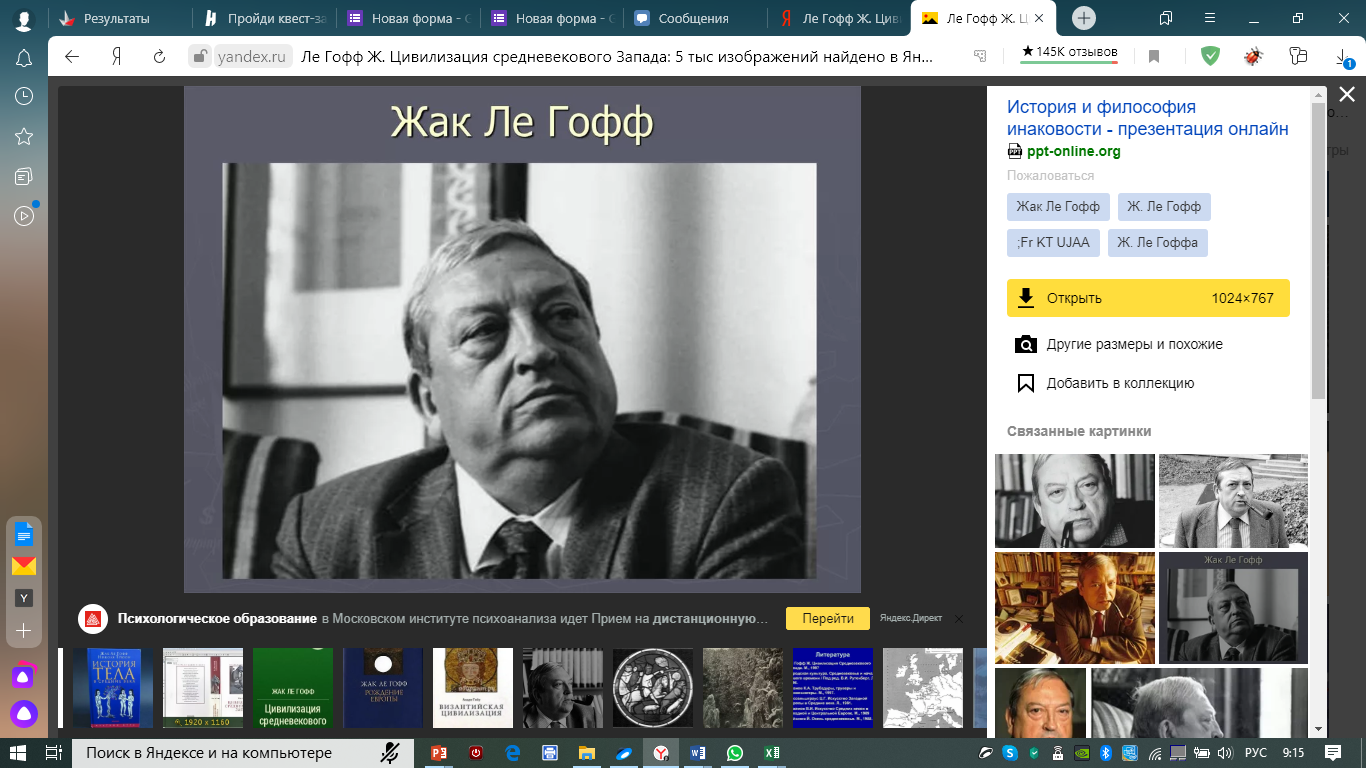 Результаты
Пройди квест-за
Новая форма - G
Новая форма - G
Сообщения
Ле Гофф Ж. Циви
Ле Гофф Ж. Ц
yandex.ru
Ле Гофф Ж. Цивилизация средневекового Запада: 5 тыс изображений найдено в Ян...
★145K отзывов
1
Жак Ле Гофф
История и философия
инаковости - презентация онлайн
ppt-online.org
Пожаловаться
Жак Ле Гофф
Ж. Ле Гофф
;Fr KT UJAA
Ж. Ле Гоффа
Открыть
1024×767
Другие размеры и похожие
Добавить в коллекцию
Связанные картинки
Жак Ле Гофф
Психологическое образование в Московском институте психоанализа идет Прием на дистанционную...
Перейти
Яндекс.Директ
ИСТОРИЯ
ТЕЛА
1920 x 1160
ЖАК ЛЕ ГОФФ
Цивилизация
средневекового
ЖАК ЛЕ ГОФФ
РОЖДЕНИЕ
ЕВРОПЫ
ВИЗАНТИЙСКАЯ
ЦИВИЛИЗАЦИЯ
Литература
Поиск в Яндексе и на компьютере
РУС
9:15